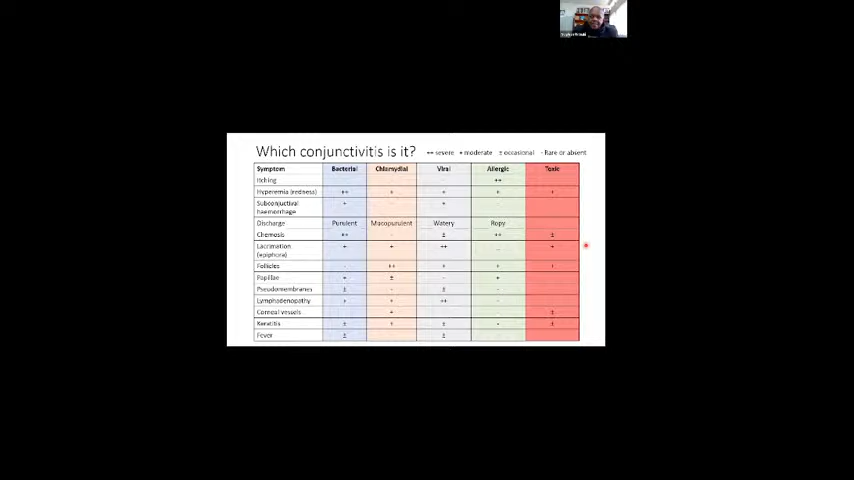 Which conjunctivitis is it? ++ severe + moderate ± occasional - Rare or absent
Symptom Bacterial Chlamydial Viral Allergic Toxic
Itching ++
Hyperemia (redness) ++ + + + +
Subconjuctival + - + -
haemorrhage
Discharge Purulent Mucopurulent Watery Ropy
Chemosis ++ - ± ++ ±
Lacrimation + + ++ - +
(epiphora)
Follicles - ++ + + +
Papillae + ± - +
Pseudomembranes ± - ± -
Lymphadenopathy + + ++ -
Corneal vessels + ±
Keratitis ± ± - ±
Fever ± ±